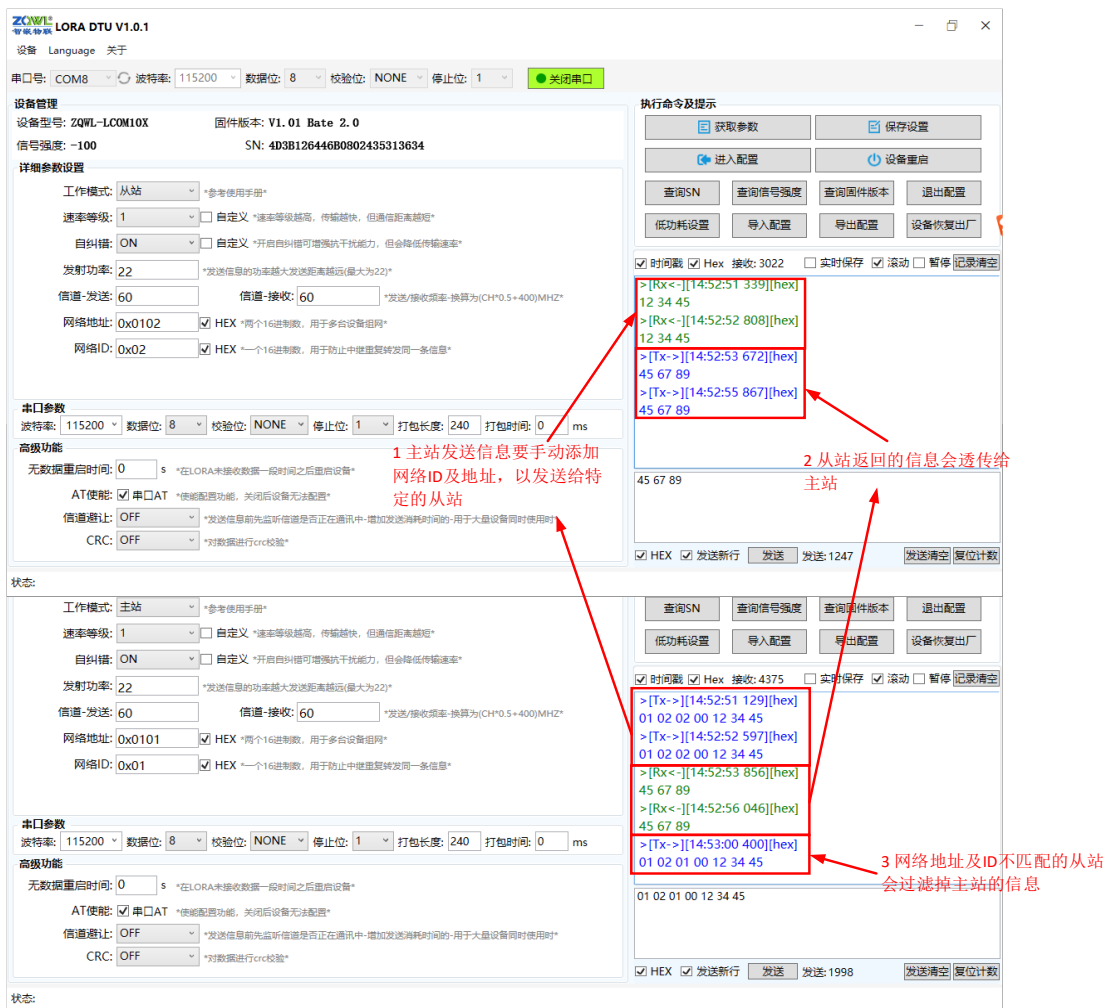 ZQWL
智嵌物联 LORA DTU V1.0.1
设备 Language 关于
串口号: COM8 波特率: 115200 数据位: 8 校验位: NONE 停止位: 1 关闭串口
设备管理
设备型号: ZQWL-LCOM10X 固件版本: V1.01 Bate 2.0
信号强度: -100 SN: 4D3B126446B0802435313634
详细参数设置
工作模式: 从站 *参考使用手册*
速率等级: 1 自定义 *速率等级越高，传输越快，但通信距离越短*
自纠错: ON 自定义 *开启自纠错可增强抗干扰能力，但会降低传输速率*
发射功率: 22 *发送信息的功率越大发送距离越远(最大为22)*
信道-发送: 60 信道-接收: 60 *发送/接收频率-换算为(CH*0.5+400)MHZ*
网络地址: 0x0102 HEX *两个16进制数，用于多台设备组网*
网络ID: 0x02 HEX *一个16进制数，用于防止中继重复转发同一条信息*
串口参数
波特率: 115200 数据位: 8 校验位: NONE 停止位: 1 打包长度: 240 打包时间: 0 ms
高级功能
无数据重启时间: 0 s *在LORA未接收数据一段时间之后重启设备*
AT使能: 串口AT *使能配置功能，关闭后设备无法配置*
信道避让: OFF *发送信息前先监听信道是否正在通讯中-增加发送消耗时间的-用于大量设备同时使用时*
CRC: OFF *对数据进行crc校验*
状态:
执行命令及提示
获取参数 保存设置
进入配置 设备重启
查询SN 查询信号强度 查询固件版本 退出配置
低功耗设置 导入配置 导出配置 设备恢复出厂
时间戳 Hex 接收: 3022 实时保存 滚动 暂停 记录清空
>[Rx<-][14:52:51 339][hex]
12 34 45
>[Rx<-][14:52:52 808][hex]
12 34 45
>[Tx->][14:52:53 672][hex]
45 67 89
>[Tx->][14:52:55 867][hex]
45 67 89
45 67 89
HEX 发送新行 发送 发送: 1247 发送清空 复位计数
1 主站发送信息要手动添加
网络ID及地址，以发送给特
定的从站
2 从站返回的信息会透传给
主站
工作模式: 主站 *参考使用手册*
速率等级: 1 自定义 *速率等级越高，传输越快，但通信距离越短*
自纠错: ON 自定义 *开启自纠错可增强抗干扰能力，但会降低传输速率*
发射功率: 22 *发送信息的功率越大发送距离越远(最大为22)*
信道-发送: 60 信道-接收: 60 *发送/接收频率-换算为(CH*0.5+400)MHZ*
网络地址: 0x0101 HEX *两个16进制数，用于多台设备组网*
网络ID: 0x01 HEX *一个16进制数，用于防止中继重复转发同一条信息*
串口参数
波特率: 115200 数据位: 8 校验位: NONE 停止位: 1 打包长度: 240 打包时间: 0 ms
高级功能
无数据重启时间: 0 s *在LORA未接收数据一段时间之后重启设备*
AT使能: 串口AT *使能配置功能，关闭后设备无法配置*
信道避让: OFF *发送信息前先监听信道是否正在通讯中-增加发送消耗时间的-用于大量设备同时使用时*
CRC: OFF *对数据进行crc校验*
状态:
查询SN 查询信号强度 查询固件版本 退出配置
低功耗设置 导入配置 导出配置 设备恢复出厂
时间戳 Hex 接收: 4375 实时保存 滚动 暂停 记录清空
>[Tx->][14:52:51 129][hex]
01 02 02 00 12 34 45
>[Tx->][14:52:52 597][hex]
01 02 02 00 12 34 45
>[Rx<-][14:52:53 856][hex]
45 67 89
>[Rx<-][14:52:56 046][hex]
45 67 89
>[Tx->][14:53:00 400][hex]
01 02 01 00 12 34 45
01 02 01 00 12 34 45
HEX 发送新行 发送 发送: 1998 发送清空 复位计数
3 网络地址及ID不匹配的从站
会过滤掉主站的信息